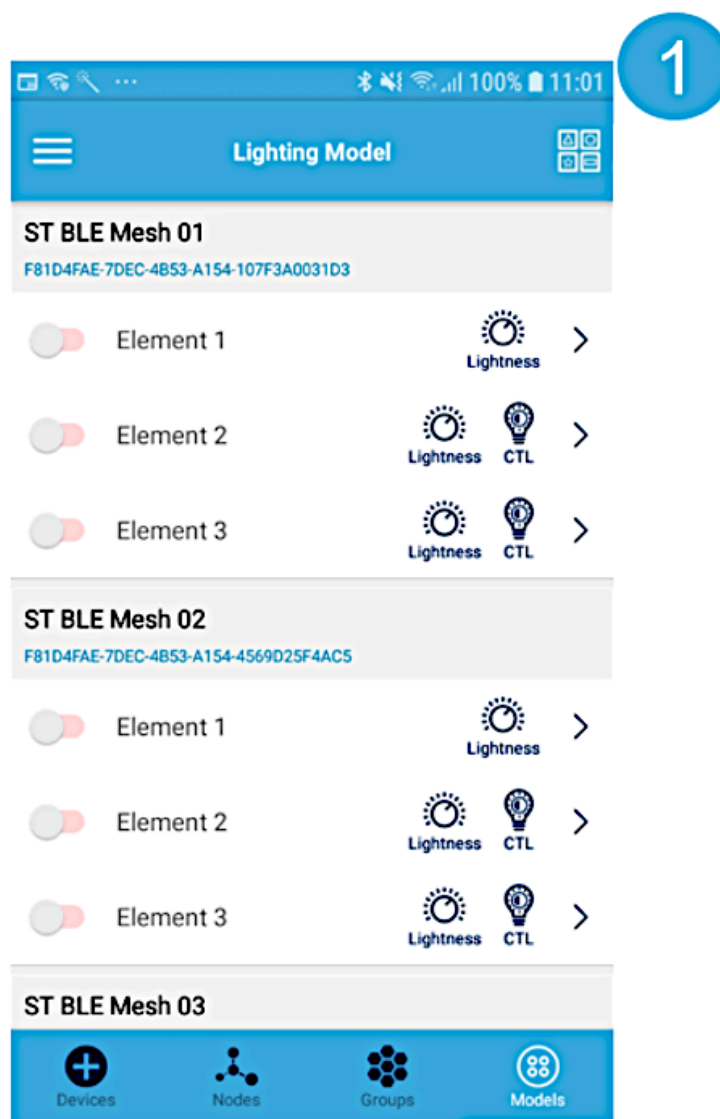 1
100% 11:01
Lighting Model
ST BLE Mesh 01
F81D4FAE-7DEC-4B53-A154-107F3A0031D3
Element 1 Lightness
Element 2 Lightness CTL
Element 3 Lightness CTL
ST BLE Mesh 02
F81D4FAE-7DEC-4B53-A154-4569D25F4AC5
Element 1 Lightness
Element 2 Lightness CTL
Element 3 Lightness CTL
ST BLE Mesh 03
Devices Nodes Groups Models